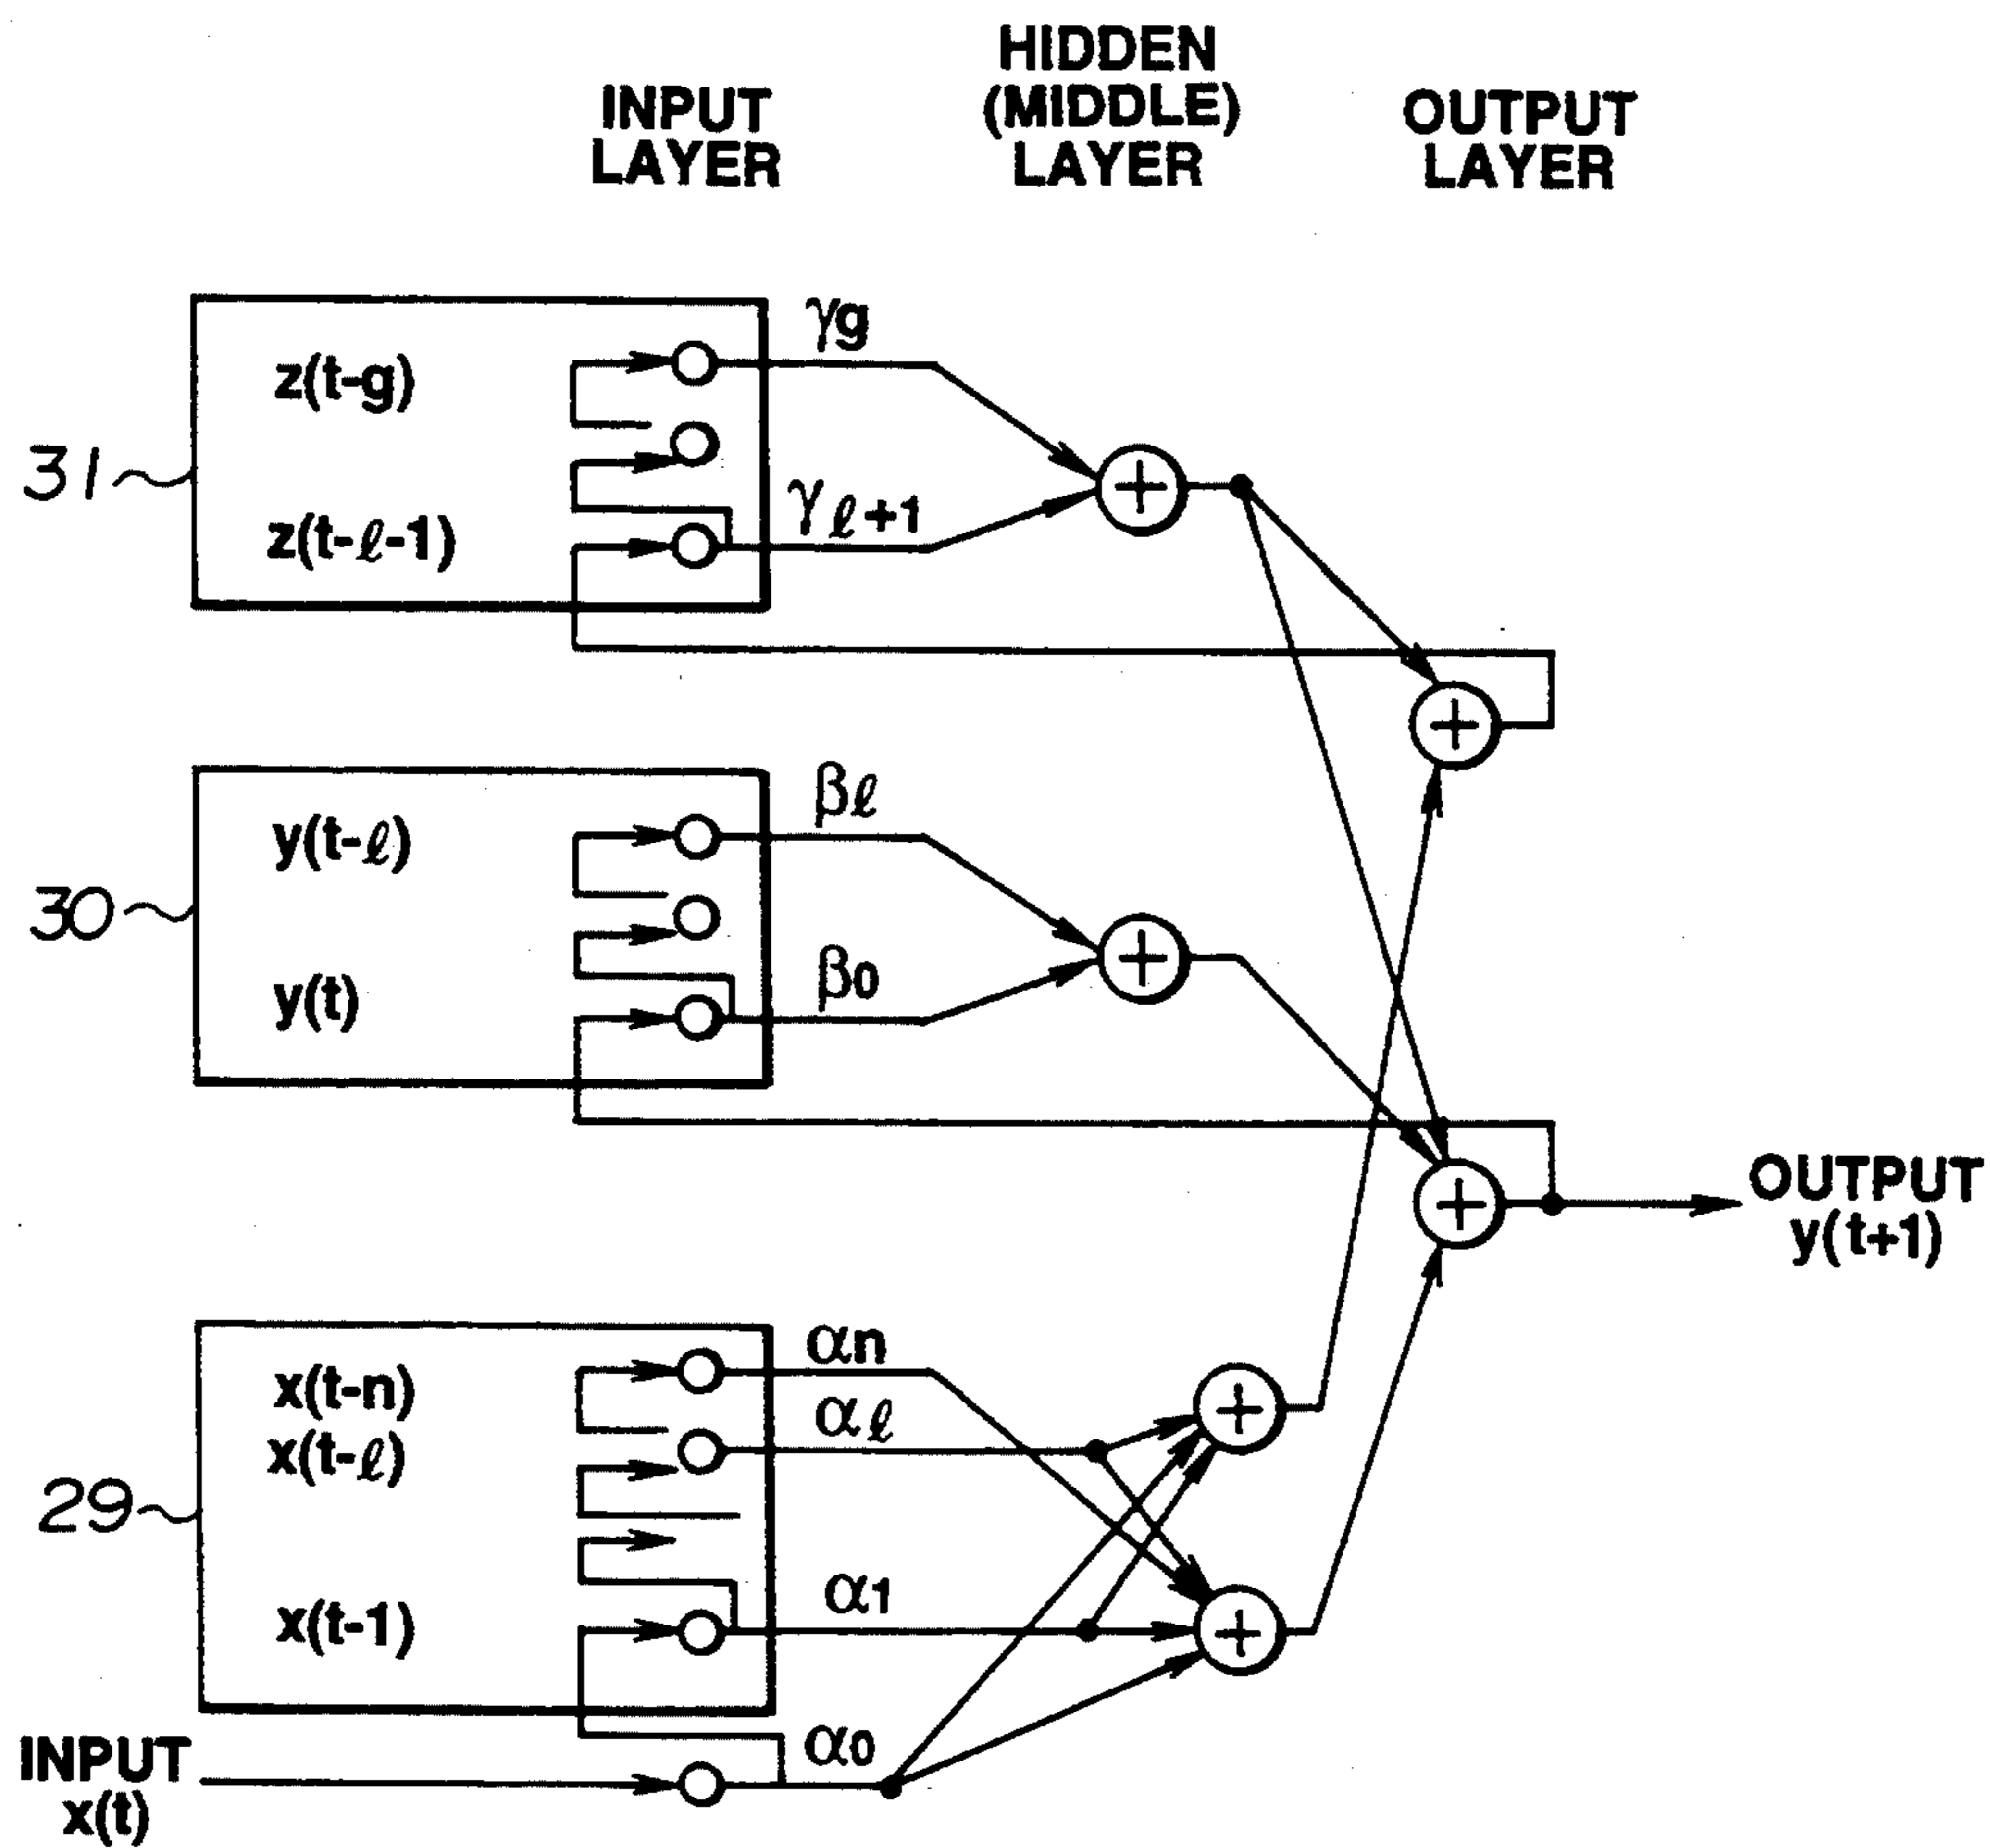 HIDDEN
(MIDDLE)
LAYER
INPUT
LAYER
OUTPUT
LAYER
γg
z(t-g)
31
γℓ+1
z(t-ℓ-1)
βℓ
y(t-ℓ)
30
β0
y(t)
OUTPUT
y(t+1)
αn
x(t-n)
αℓ
x(t-ℓ)
29
α1
x(t-1)
α0
INPUT
x(t)